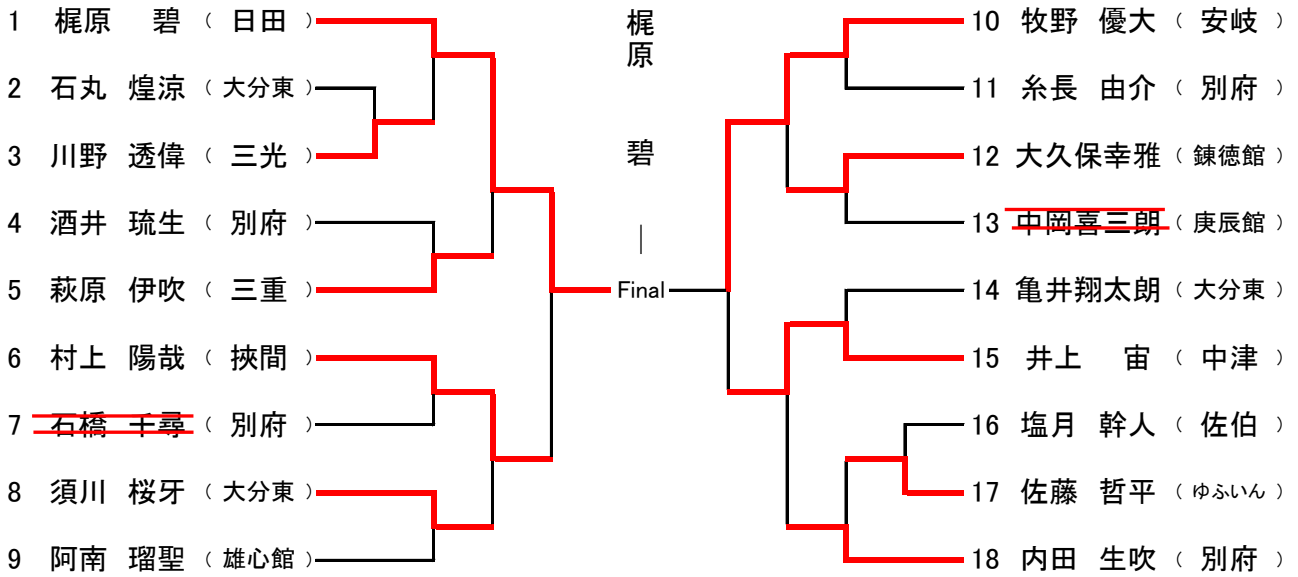 1 梶原 碧 ( 日田 )
2 石丸 煌涼 ( 大分東 )
3 川野 透偉 ( 三光 )
4 酒井 琉生 ( 別府 )
5 萩原 伊吹 ( 三重 )
6 村上 陽哉 ( 挾間 )
7 石橋 千尋 ( 別府 )
8 須川 桜牙 ( 大分東 )
9 阿南 瑠聖 ( 雄心館 )
梶原 碧 |
Final
10 牧野 優大 ( 安岐 )
11 糸長 由介 ( 別府 )
12 大久保幸雅 ( 錬徳館 )
13 中岡喜三朗 ( 庚辰館 )
14 亀井翔太朗 ( 大分東 )
15 井上 宙 ( 中津 )
16 塩月 幹人 ( 佐伯 )
17 佐藤 哲平 ( ゆふいん )
18 内田 生吹 ( 別府 )